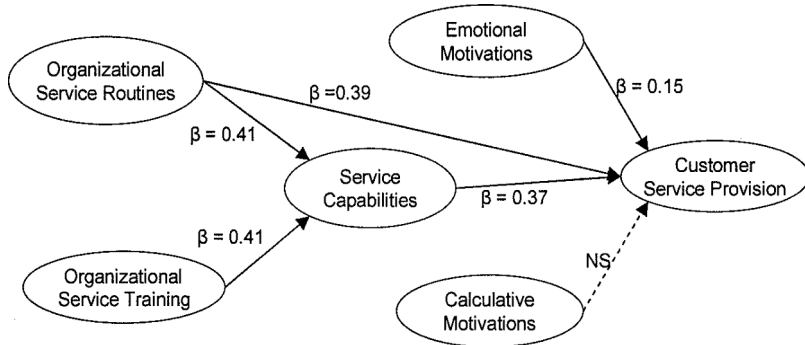 Emotional
Motivations
Organizational
Service Routines
β =0.39
β = 0.15
β = 0.41
Service
Capabilities
Customer
Service Provision
β = 0.37
β = 0.41
NS
Organizational
Service Training
Calculative
Motivations